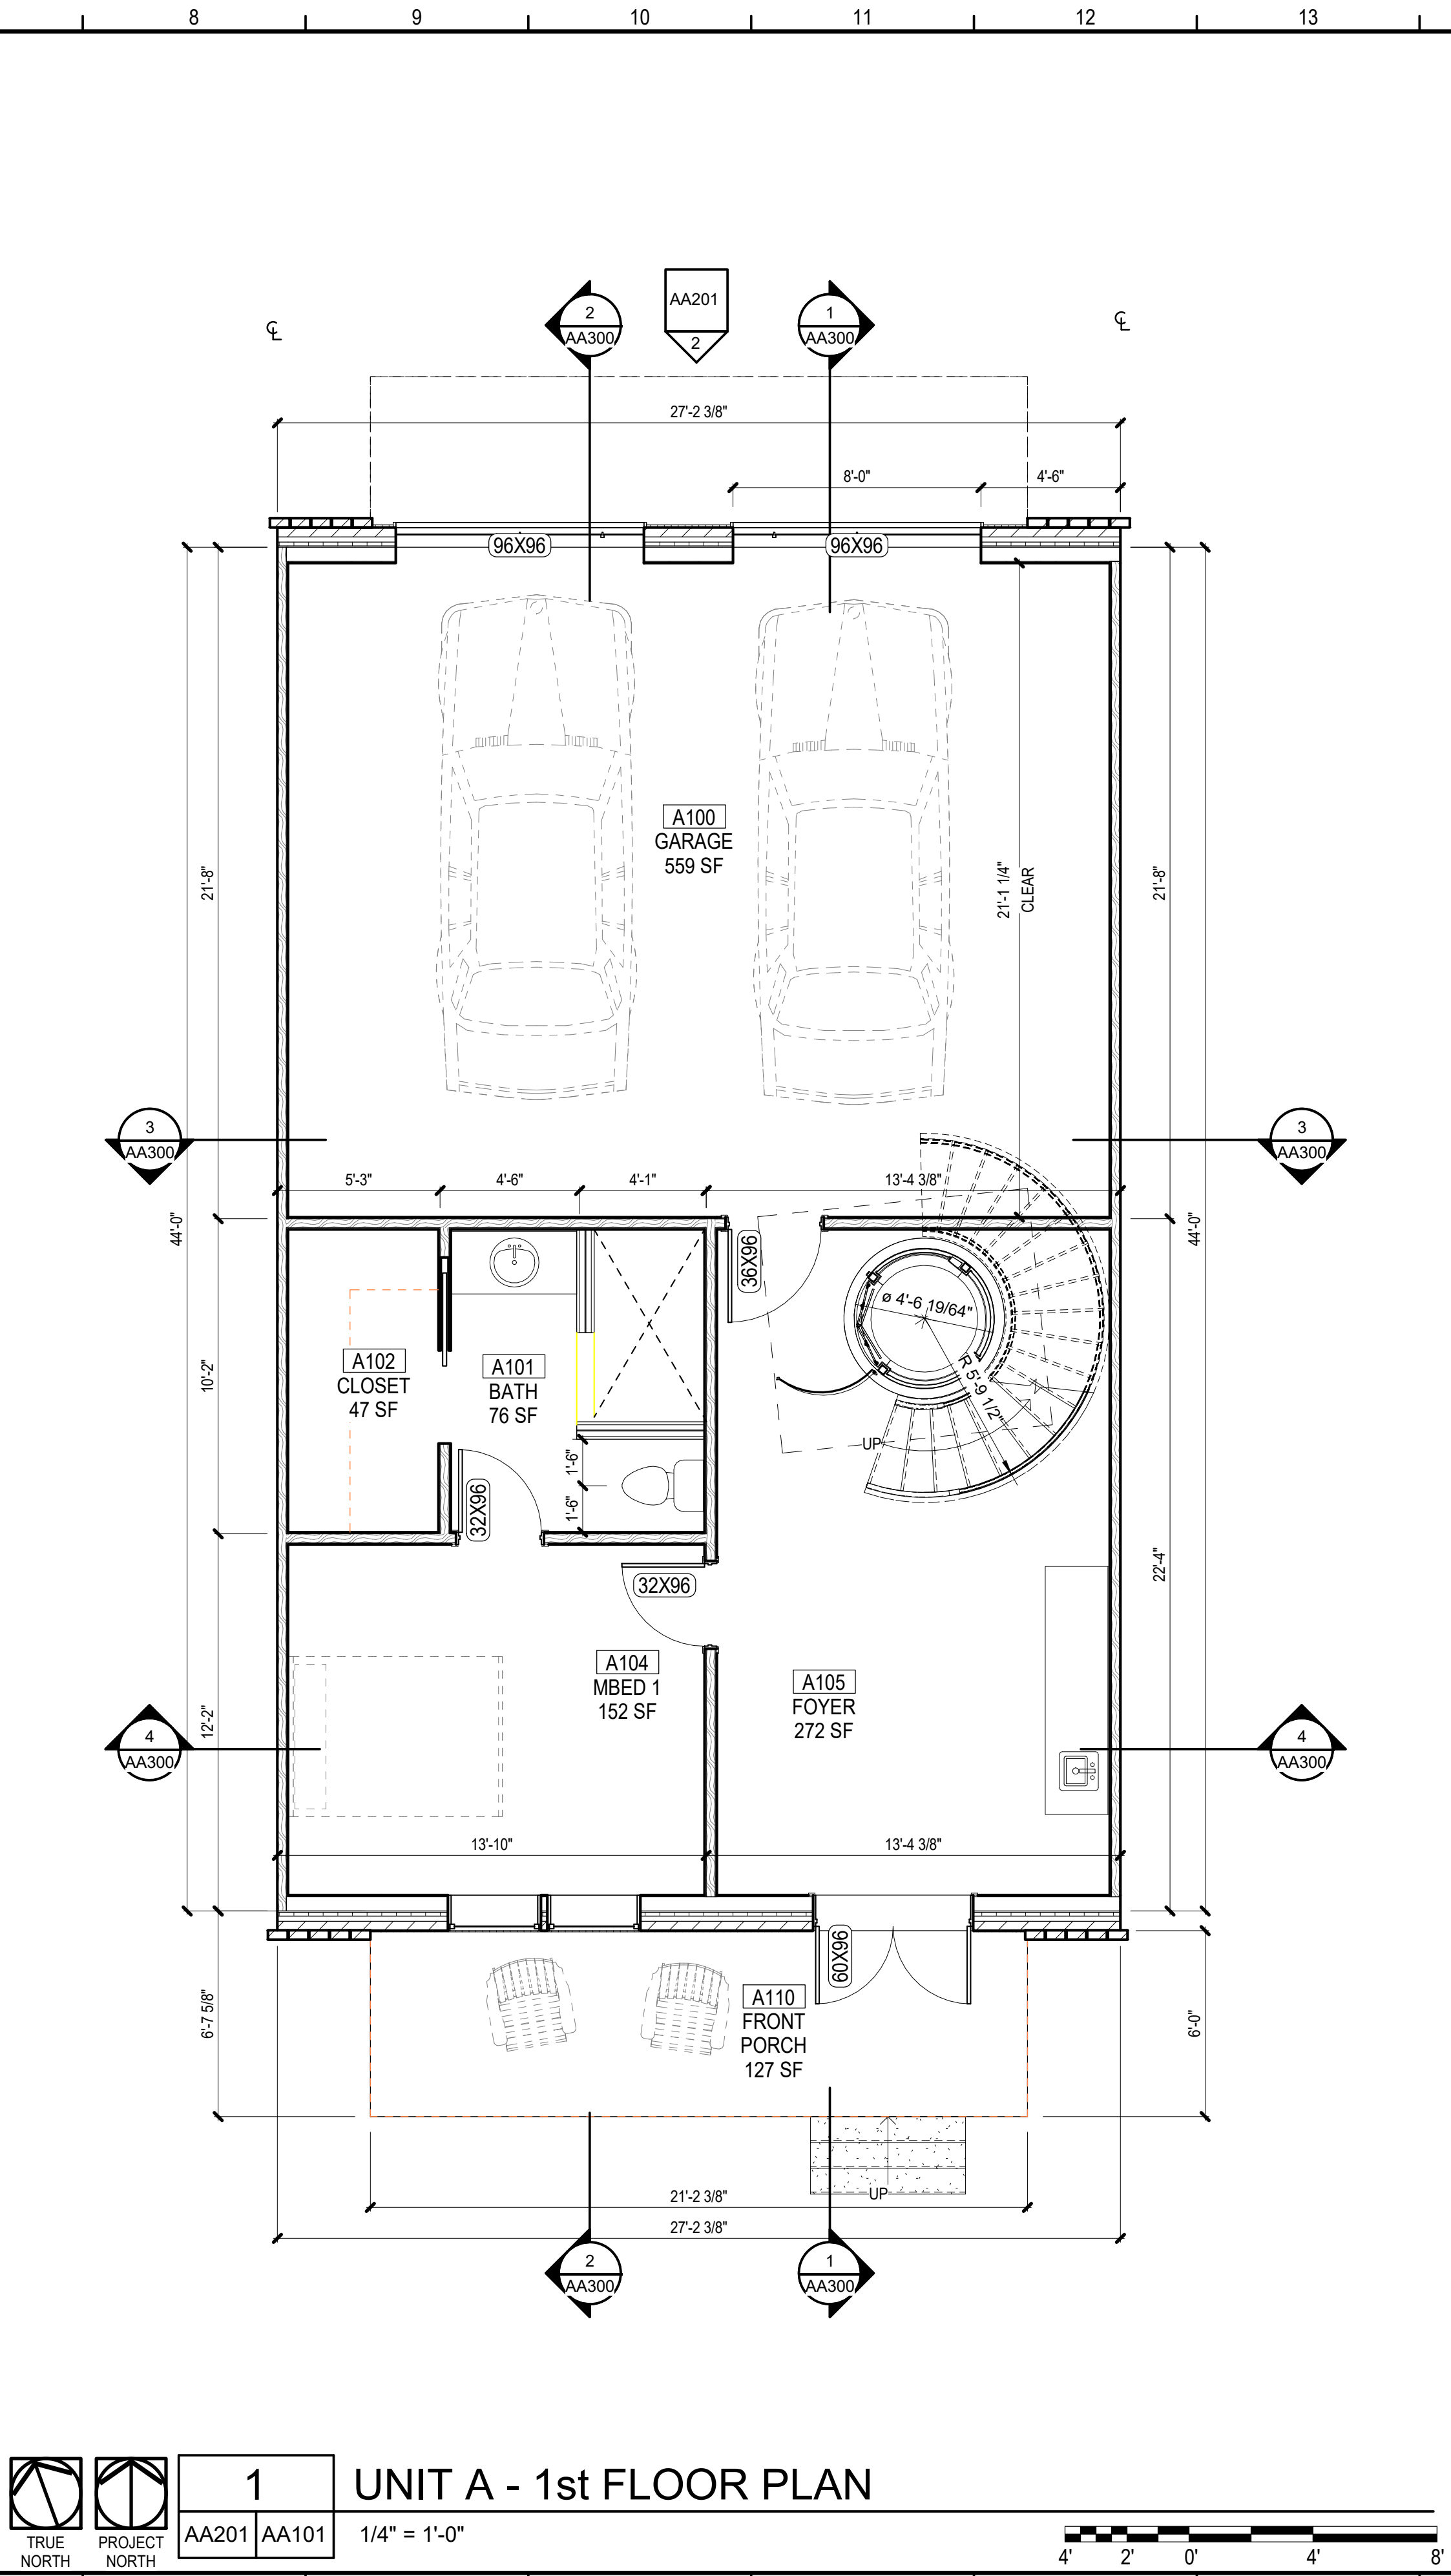 8 9 10 11 12 13
2
AA300
AA201
2
1
AA300
℄ ℄
27'-2 3/8"
8'-0" 4'-6"
96X96 96X96
A100
GARAGE
559 SF
21'-8"
21'-1 1/4"
CLEAR
21'-8"
3
AA300
3
AA300
5'-3" 4'-6" 4'-1" 13'-4 3/8"
44'-0"
44'-0"
36X96
ø 4'-6 19/64"
R 5'-9 1/2"
UP
10'-2"
A102
CLOSET
47 SF
A101
BATH
76 SF
1'-6"
1'-6"
32X96
32X96
22'-4"
A104
MBED 1
152 SF
A105
FOYER
272 SF
12'-2"
4
AA300
4
AA300
13'-10" 13'-4 3/8"
60X96
A110
FRONT
PORCH
127 SF
6'-7 5/8"
6'-0"
UP
21'-2 3/8"
27'-2 3/8"
2
AA300
1
AA300
1
UNIT A - 1st FLOOR PLAN
AA201 AA101
1/4" = 1'-0"
TRUE
NORTH
PROJECT
NORTH
4' 2' 0' 4' 8'